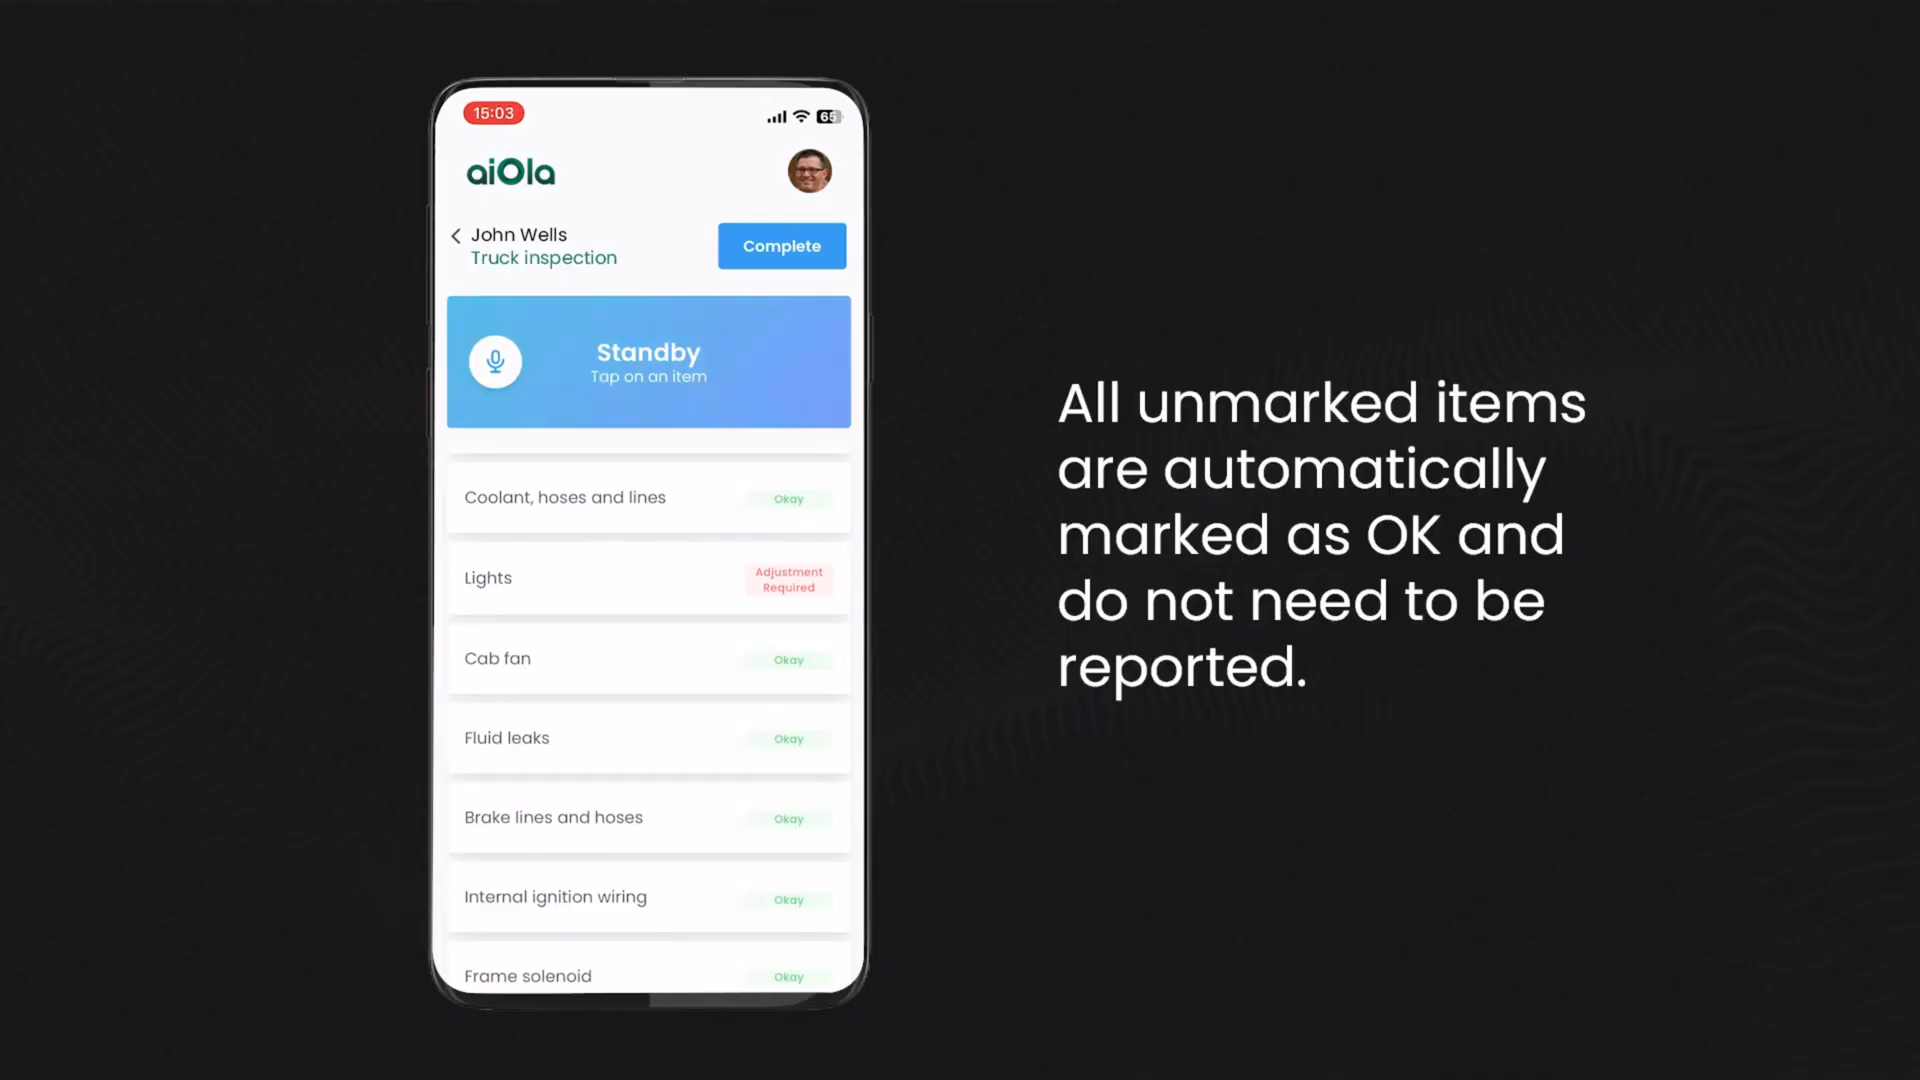 15:03
65
aiOla
John Wells
Truck inspection
Complete
Standby
Tap on an item
Coolant, hoses and lines
Okay
Lights
Adjustment
Required
Cab fan
Okay
Fluid leaks
Okay
Brake lines and hoses
Okay
Internal ignition wiring
Okay
Frame solenoid
Okay
All unmarked items
are automatically
marked as OK and
do not need to be
reported.